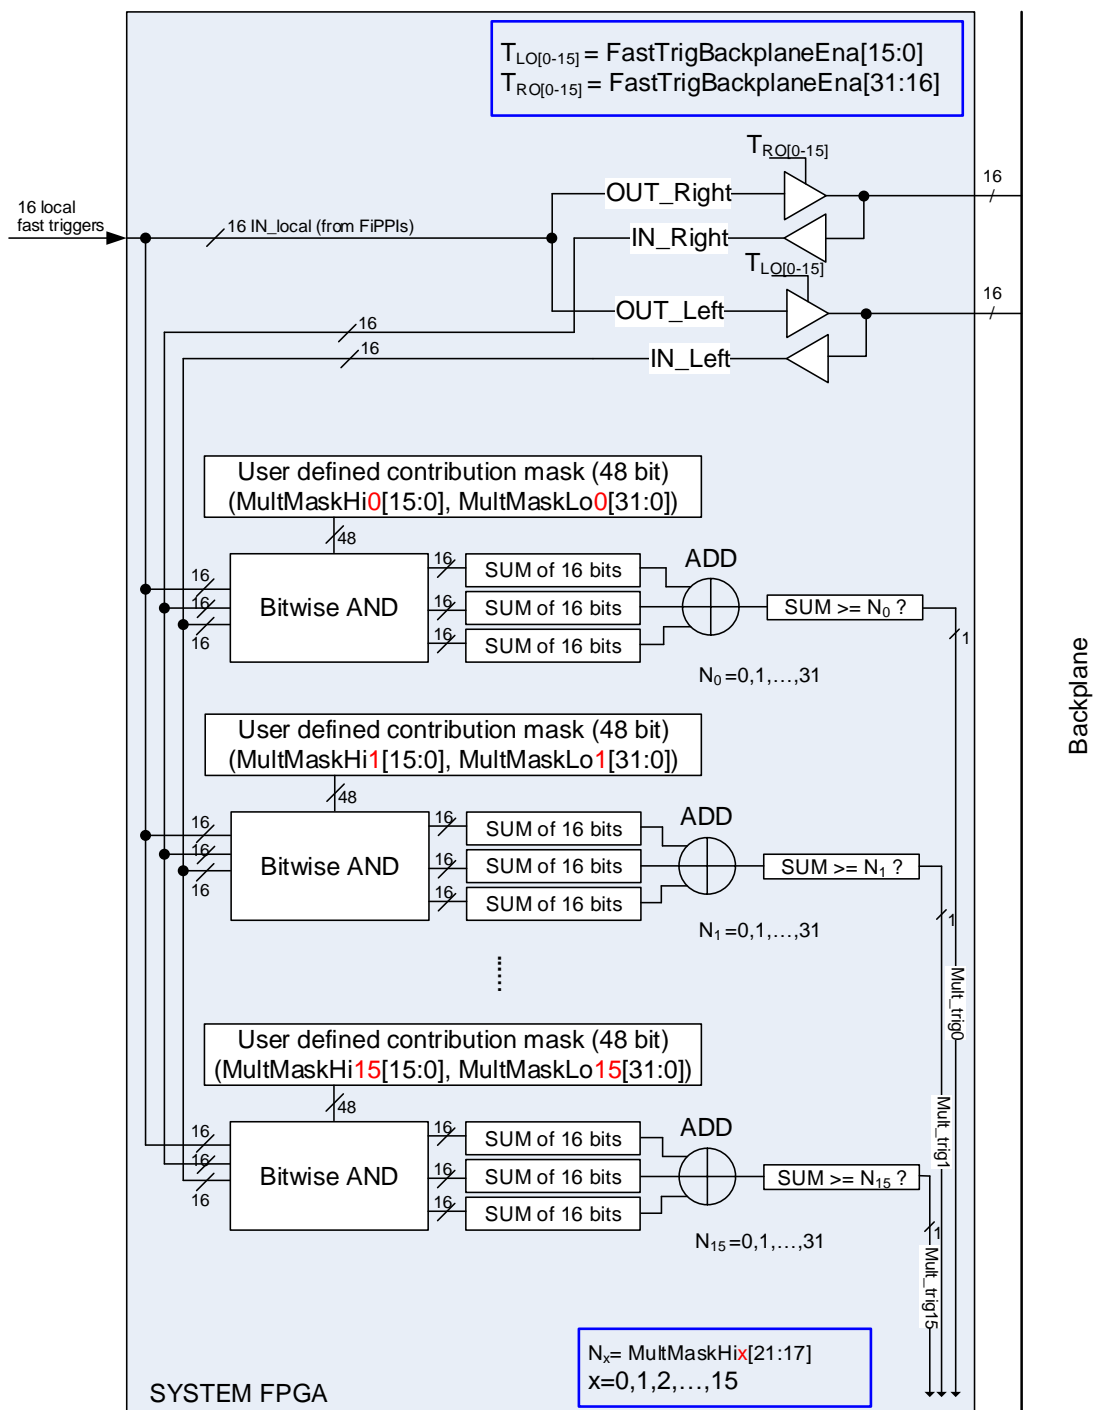 T_LO[0-15] = FastTrigBackplaneEna[15:0]
T_RO[0-15] = FastTrigBackplaneEna[31:16]
T_RO[0-15]
16
16 local
fast triggers
OUT_Right
16 IN_local (from FiPPIs)
IN_Right
T_LO[0-15]
16
OUT_Left
16
16
IN_Left
User defined contribution mask (48 bit)
(MultMaskHi0[15:0], MultMaskLo0[31:0])
48
16
SUM of 16 bits
ADD
16
16
16
Bitwise AND
16
SUM of 16 bits
SUM >= N0 ?
16
SUM of 16 bits
1
N0 =0,1,…,31
Backplane
User defined contribution mask (48 bit)
(MultMaskHi1[15:0], MultMaskLo1[31:0])
48
16
SUM of 16 bits
ADD
16
16
16
Bitwise AND
16
SUM of 16 bits
SUM >= N1 ?
16
SUM of 16 bits
1
N1 =0,1,…,31
......
Mult_trig0
User defined contribution mask (48 bit)
(MultMaskHi15[15:0], MultMaskLo15[31:0])
48
16
SUM of 16 bits
ADD
16
16
16
Bitwise AND
16
SUM of 16 bits
SUM >= N15 ?
16
SUM of 16 bits
Mult_trig1
1
N15 =0,1,…,31
Mult_trig15
Nx= MultMaskHix[21:17]
x=0,1,2,…,15
SYSTEM FPGA